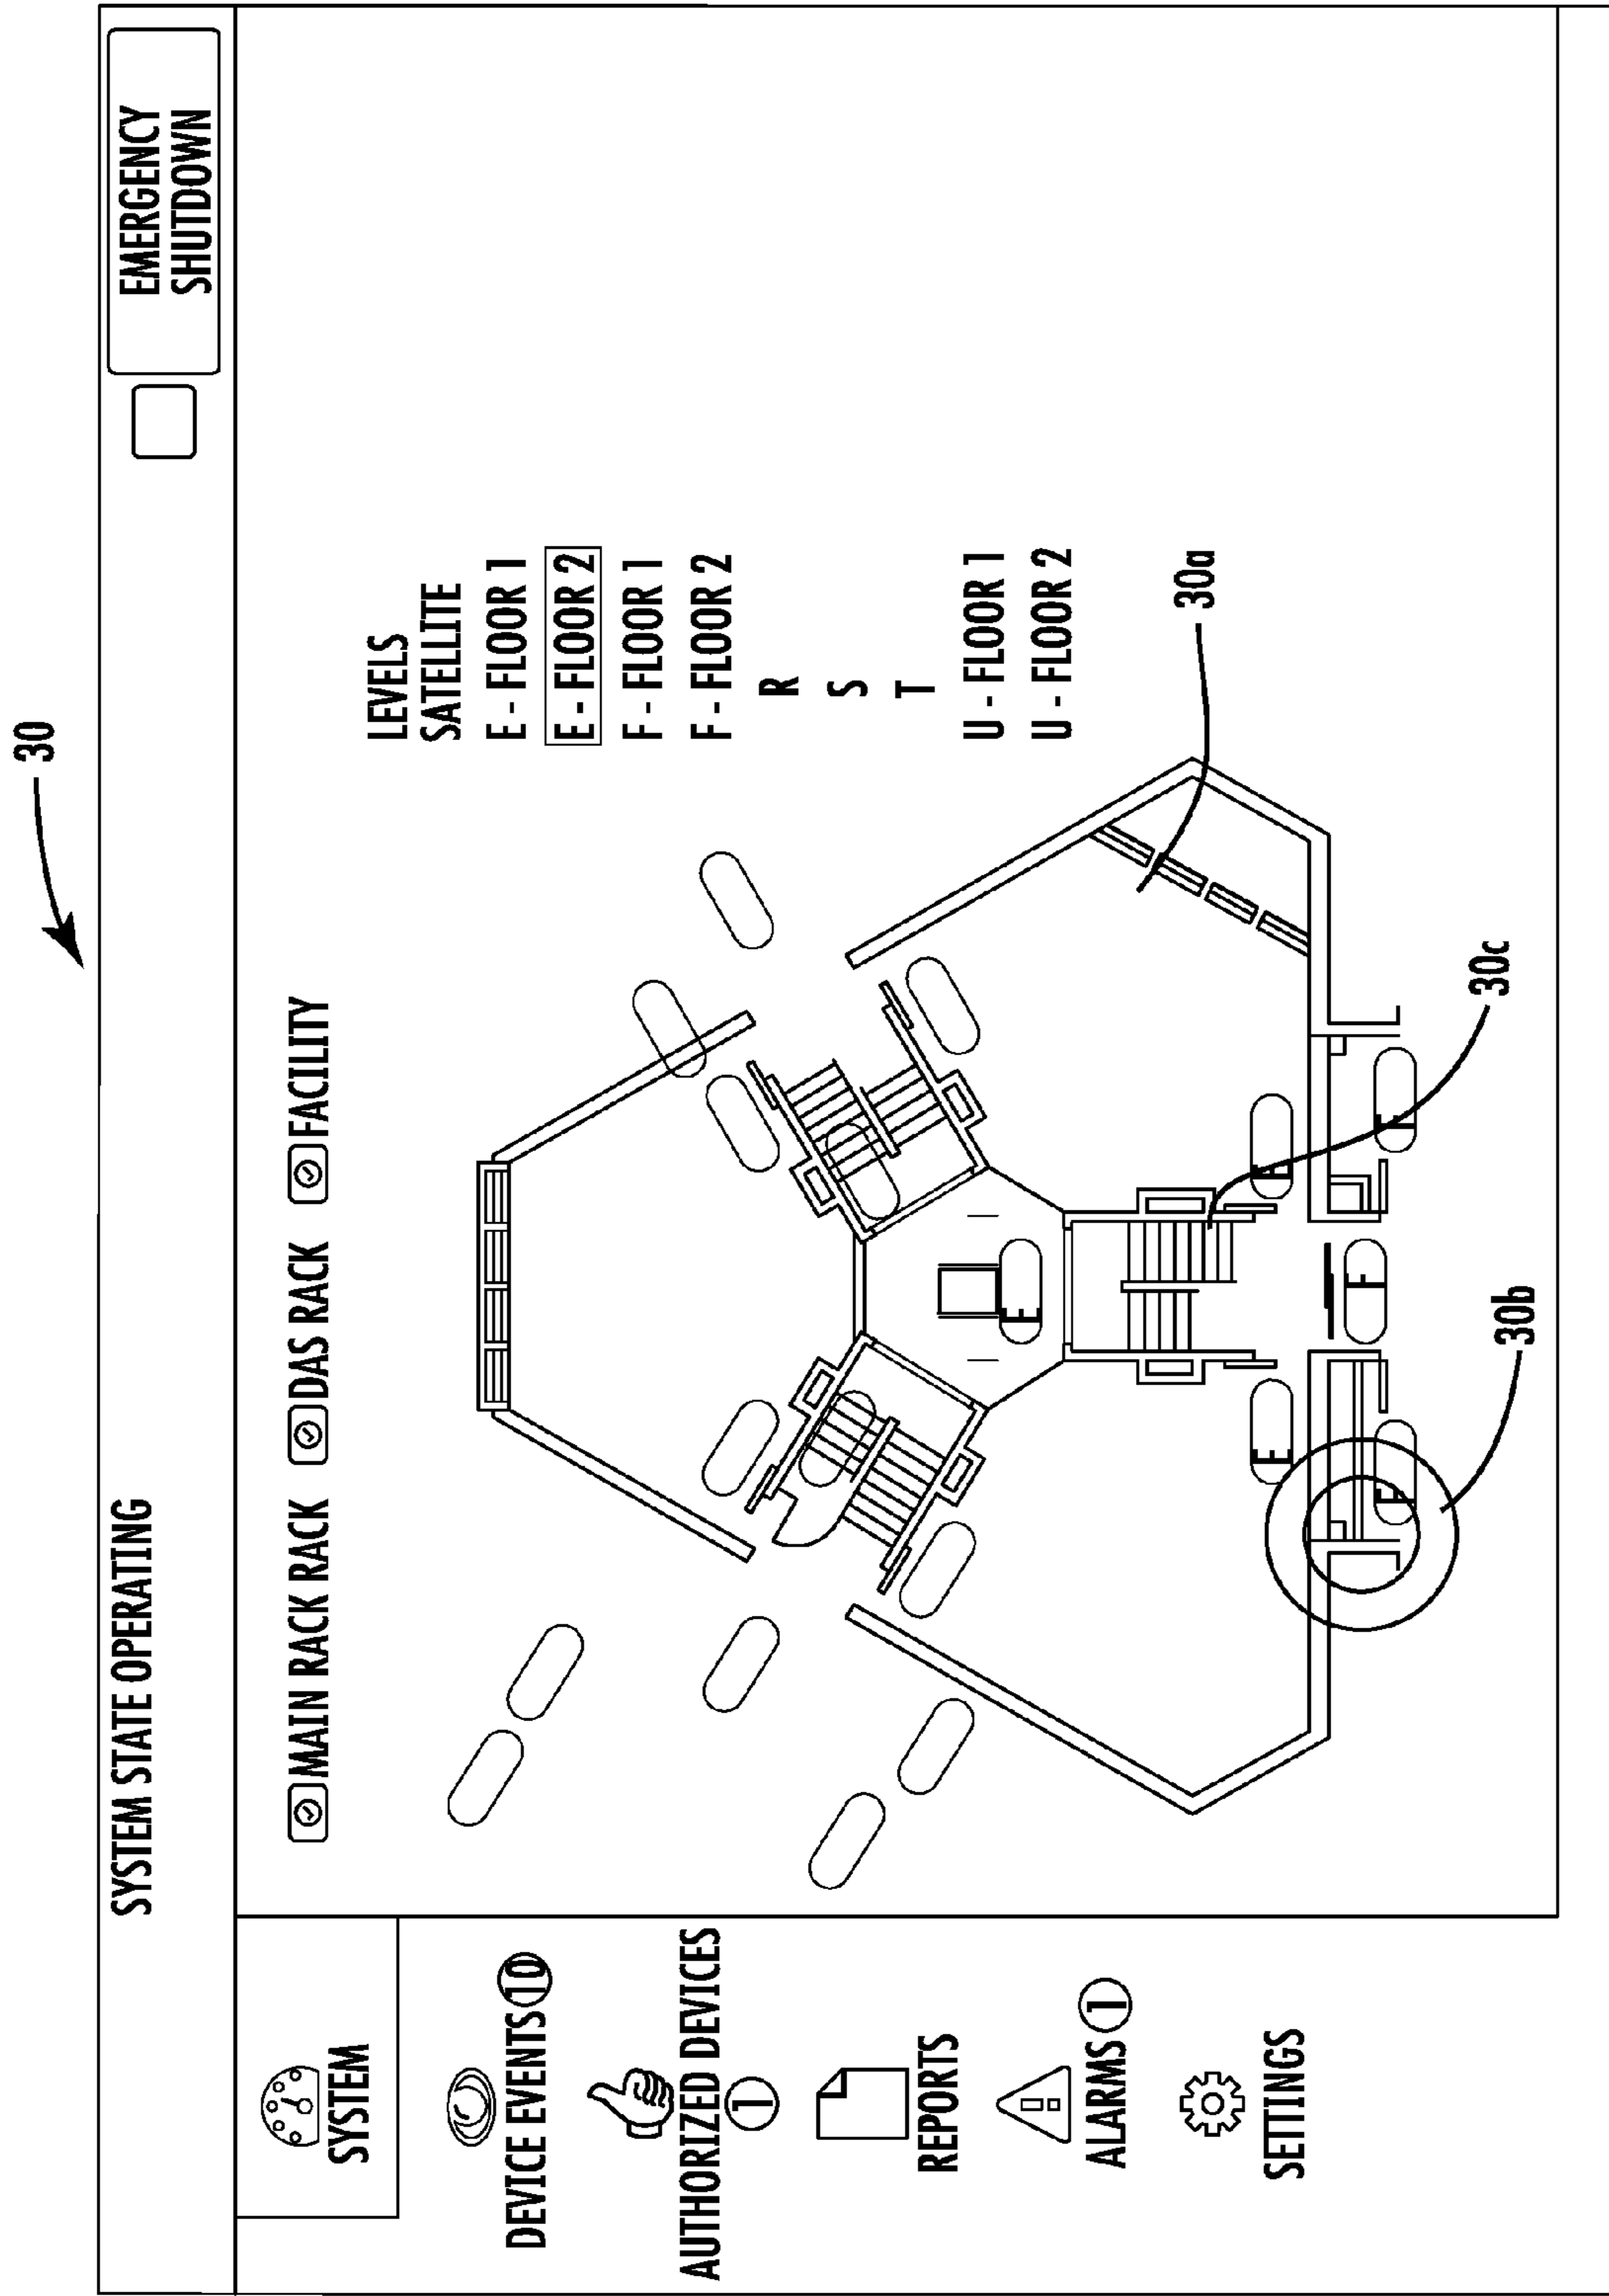 30
SYSTEM STATE OPERATING
EMERGENCY
SHUTDOWN
SYSTEM
DEVICE EVENTS 10
AUTHORIZED DEVICES
1
REPORTS
ALARMS 1
SETTINGS
MAIN RACK RACK
DAS RACK
FACILITY
LEVELS
SATELLITE
E - FLOOR 1
E - FLOOR 2
F - FLOOR 1
F - FLOOR 2
R
S
T
U - FLOOR 1
U - FLOOR 2
E
E
E
E
E
F
30a
30c
30b